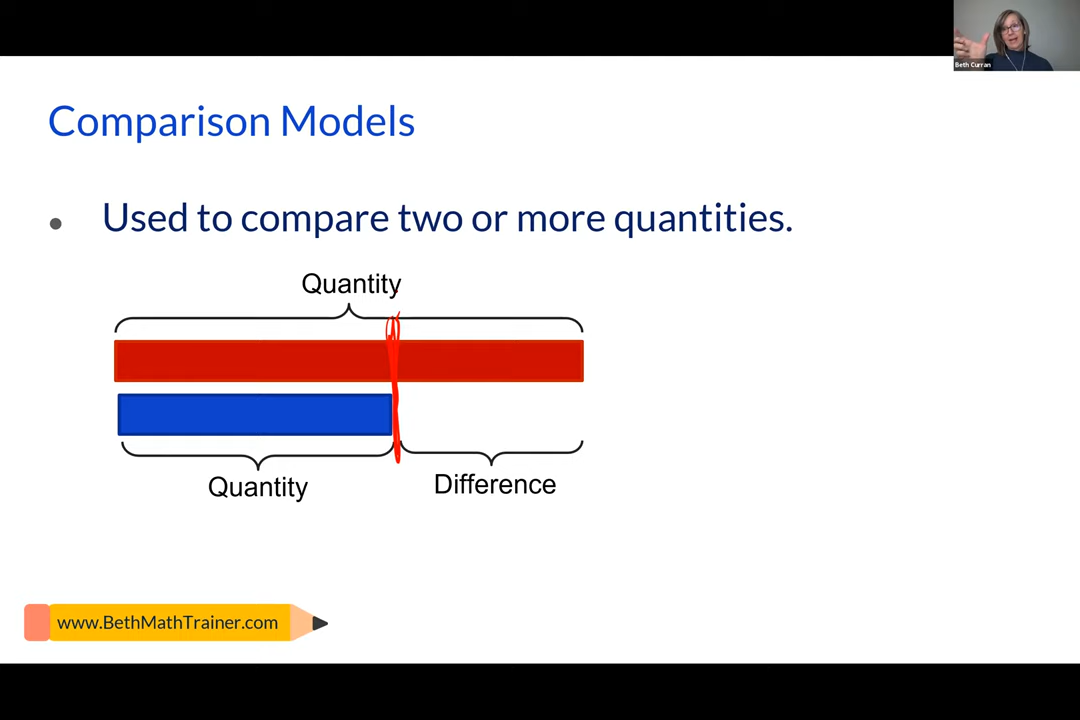 Beth Curran
Comparison Models
Used to compare two or more quantities.
Quantity
Quantity
Difference
www.BethMathTrainer.com